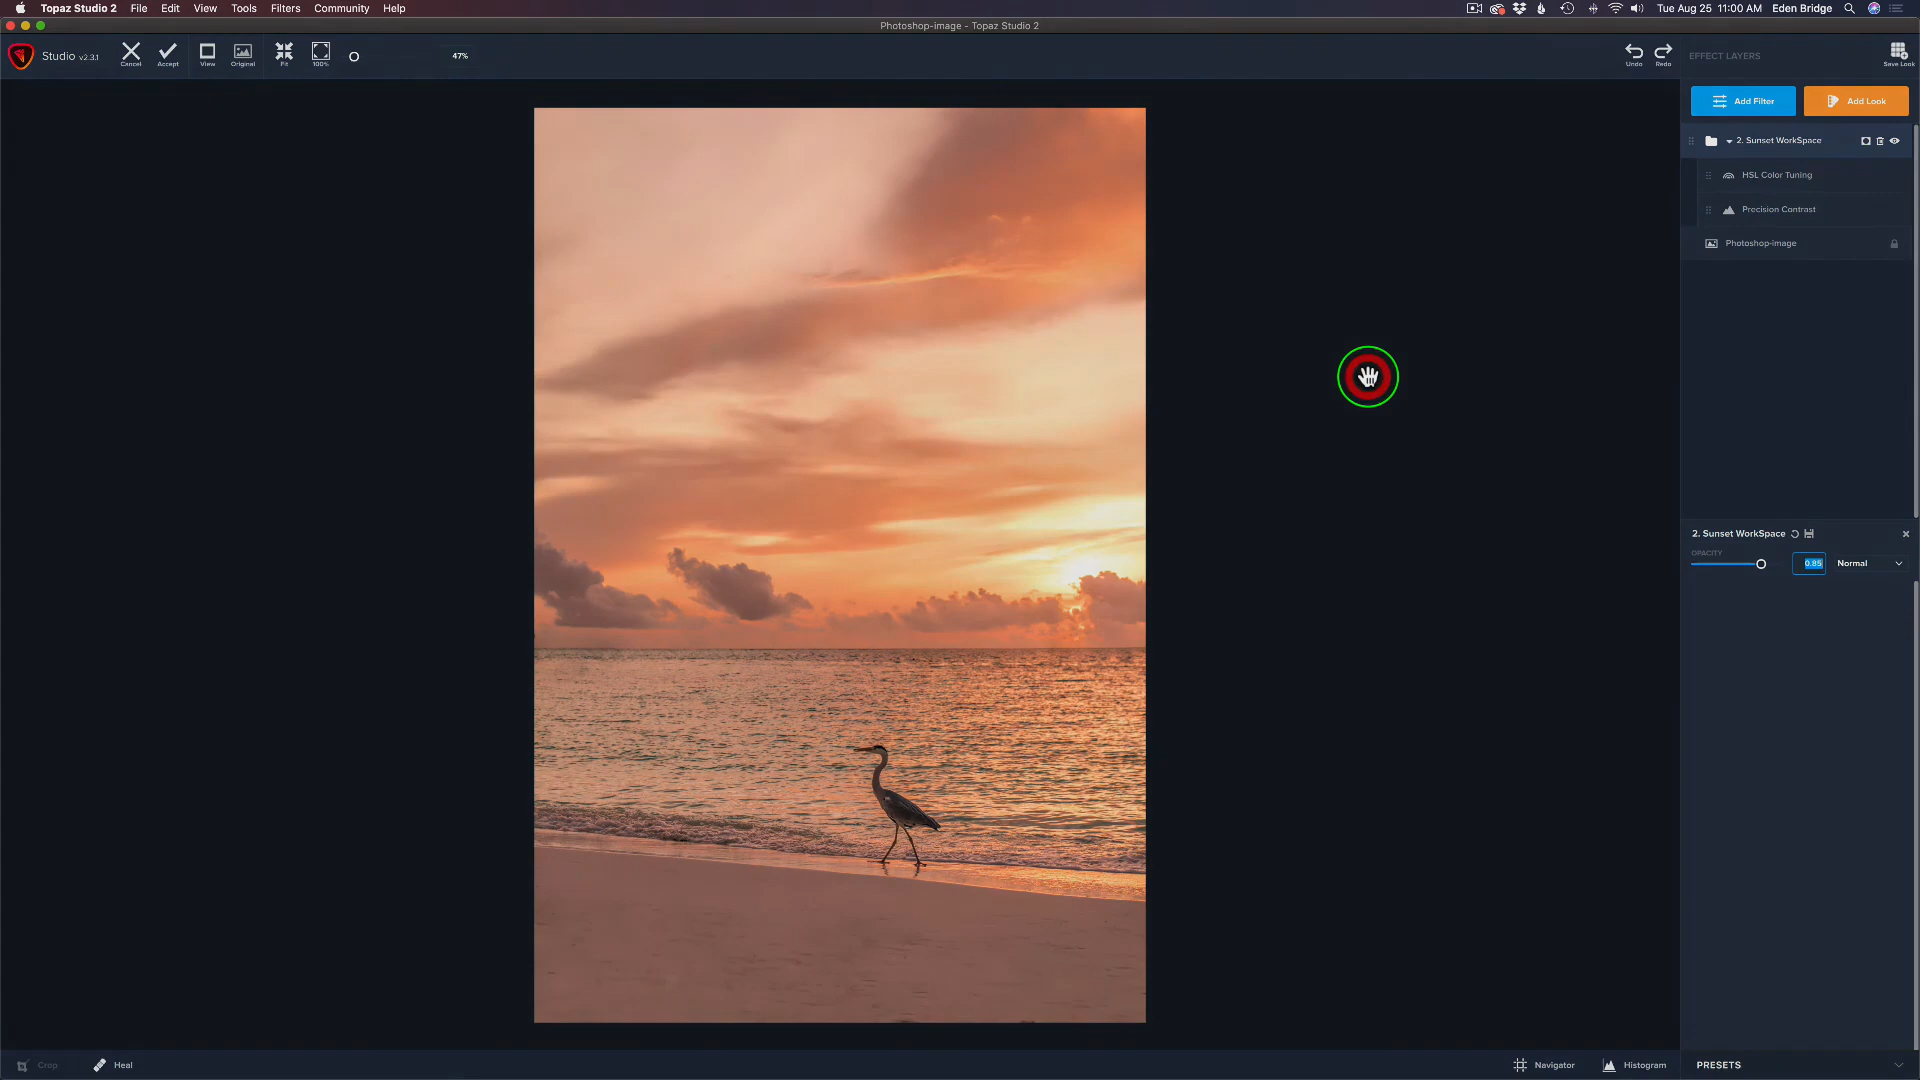 Topaz Studio 2 File Edit View Tools Filters Community Help Tue Aug 25 11:00 AM Eden Bridge
Photoshop-image - Topaz Studio 2
Studio v2.3.1 Cancel Accept View Original Fit 100% 47% Undo Redo EFFECT LAYERS Save Look
Add Filter Add Look
2. Sunset WorkSpace
HSL Color Tuning
Precision Contrast
Photoshop-image
2. Sunset WorkSpace
OPACITY
0.85 Normal
Crop Heal Navigator Histogram PRESETS